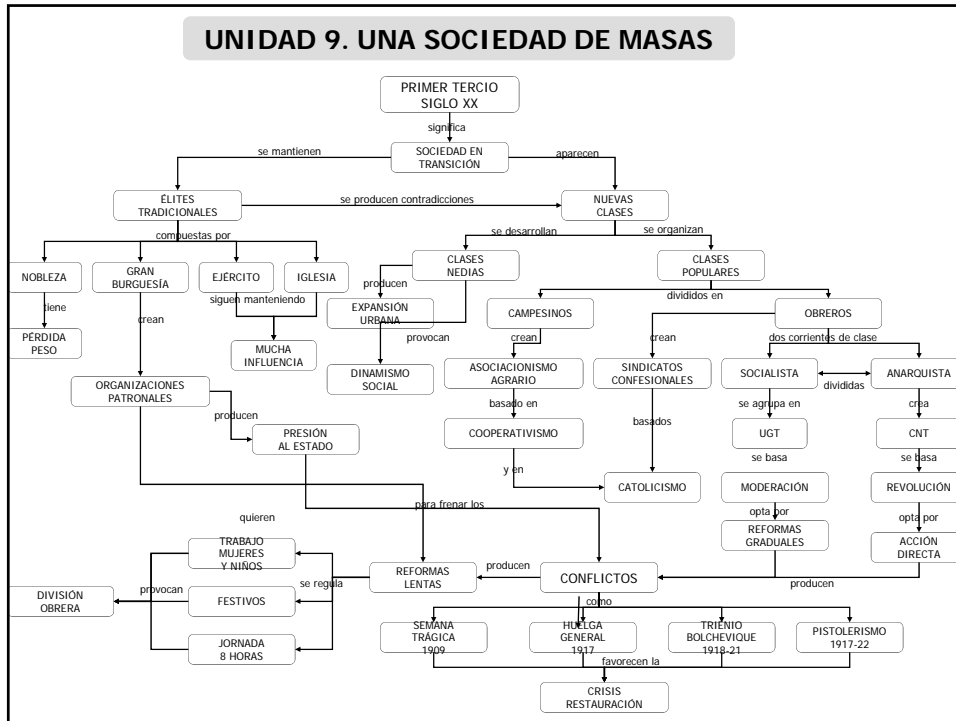 UNIDAD 9. UNA SOCIEDAD DE MASAS
PRIMER TERCIO
SIGLO XX
significa
SOCIEDAD EN
TRANSICIÓN
se mantienen
aparecen
ÉLITES
TRADICIONALES
se producen contradicciones
NUEVAS
CLASES
compuestas por
se desarrollan
se organizan
NOBLEZA
GRAN
BURGUESÍA
EJÉRCITO
IGLESIA
CLASES
NEDIAS
CLASES
POPULARES
tiene
crean
siguen manteniendo
producen
EXPANSIÓN
URBANA
provocan
divididos en
CAMPESINOS
OBREROS
PÉRDIDA
PESO
MUCHA
INFLUENCIA
DINAMISMO
SOCIAL
crean
crean
dos corrientes de clase
ORGANIZACIONES
PATRONALES
ASOCIACIONISMO
AGRARIO
SINDICATOS
CONFESIONALES
SOCIALISTA
divididas
ANARQUISTA
producen
basado en
basados
se agrupa en
crea
PRESIÓN
AL ESTADO
COOPERATIVISMO
UGT
CNT
y en
se basa
se basa
CATOLICISMO
MODERACIÓN
REVOLUCIÓN
para frenar los
opta por
opta por
quieren
REFORMAS
GRADUALES
ACCIÓN
DIRECTA
TRABAJO
MUJERES
Y NIÑOS
REFORMAS
LENTAS
producen
CONFLICTOS
producen
provocan
se regula
DIVISIÓN
OBRERA
FESTIVOS
como
JORNADA
8 HORAS
SEMANA
TRÁGICA
1909
HUELGA
GENERAL
1917
TRIENIO
BOLCHEVIQUE
1918-21
PISTOLERISMO
1917-22
favorecen la
CRISIS
RESTAURACIÓN